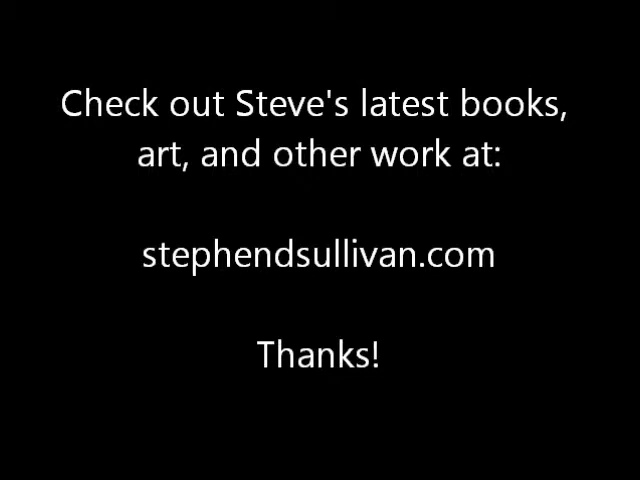 Check out Steve's latest books,
art, and other work at:
stephendsullivan.com
Thanks!